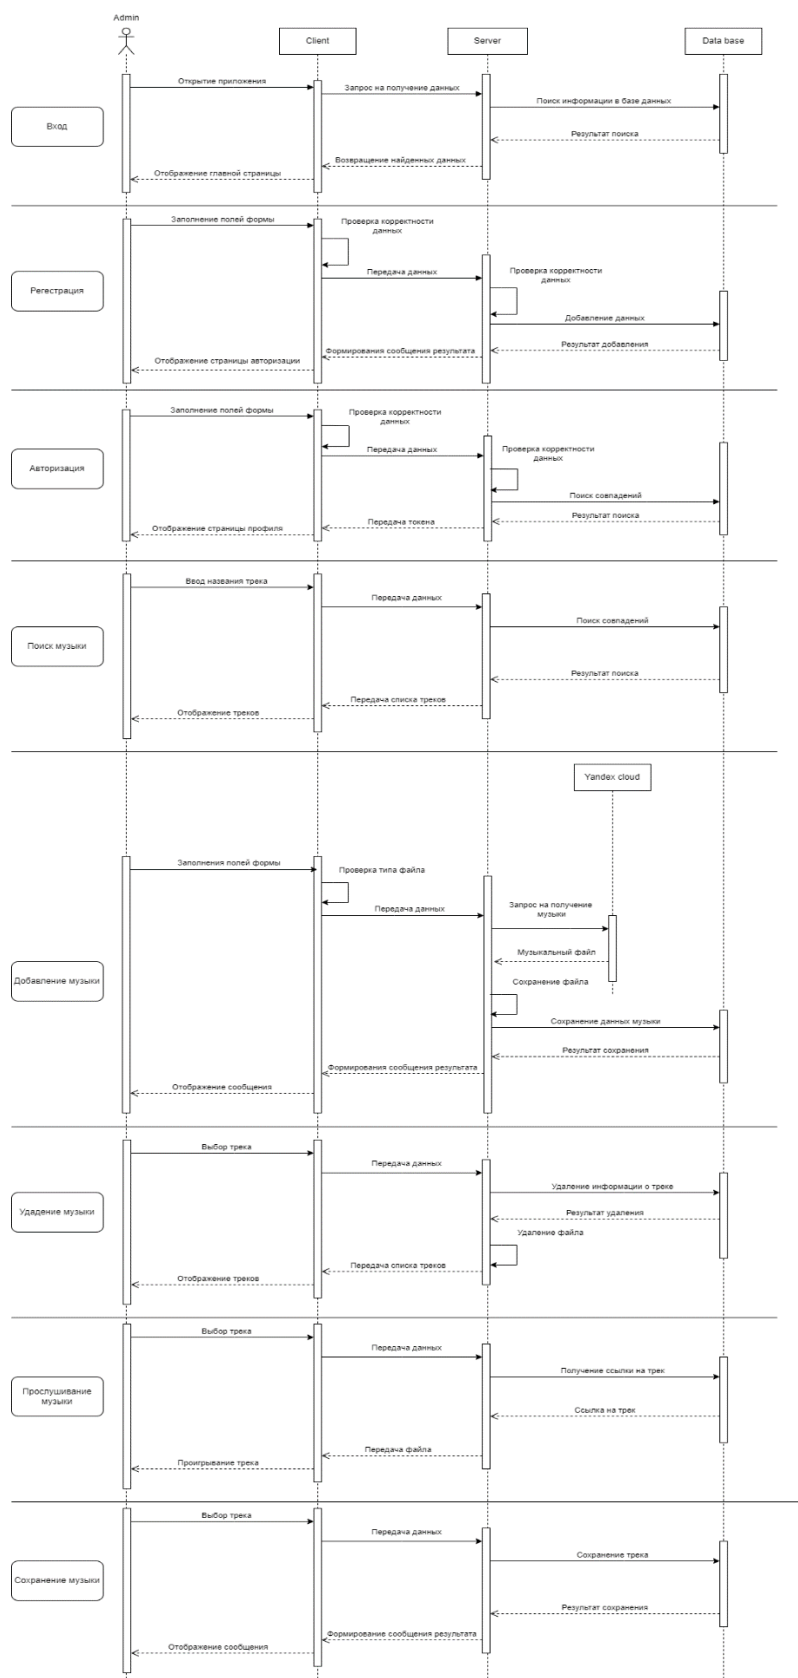 Admin
Client
Server
Data base
Открытие приложения
Запрос на получение данных
Поиск информации в базе данных
Вход
Результат поиска
Возвращение найденных данных
Отображение главной страницы
Заполнение полей формы
Проверка корректности
данных
Передача данных
Проверка корректности
данных
Регестрация
Добавление данных
Результат добавления
Формирования сообщения результата
Отображение страницы авторизации
Заполнение полей формы
Проверка корректности
данных
Передача данных
Проверка корректности
данных
Авторизация
Поиск совпадений
Результат поиска
Передача токена
Отображение страницы профиля
Ввод названия трека
Передача данных
Поиск совпадений
Поиск музыки
Результат поиска
Передача списка треков
Отображение треков
Yandex cloud
Заполнения полей формы
Проверка типа файла
Передача данных
Запрос на получение
музыки
Музыкальный файл
Добавление музыки
Сохранение файла
Сохранение данных музыки
Результат сохранения
Формирования сообщения результата
Отображение сообщения
Выбор трека
Передача данных
Удаление информации о треке
Удадение музыки
Результат удаления
Удаление файла
Передача списка треков
Отображение треков
Выбор трека
Передача данных
Получение ссылки на трек
Прослушивание
музыки
Ссылка на трек
Передача файла
Проигрывание трека
Выбор трека
Передача данных
Сохранение трека
Сохранение музыки
Результат сохранения
Формирование сообщения результата
Отображение сообщения